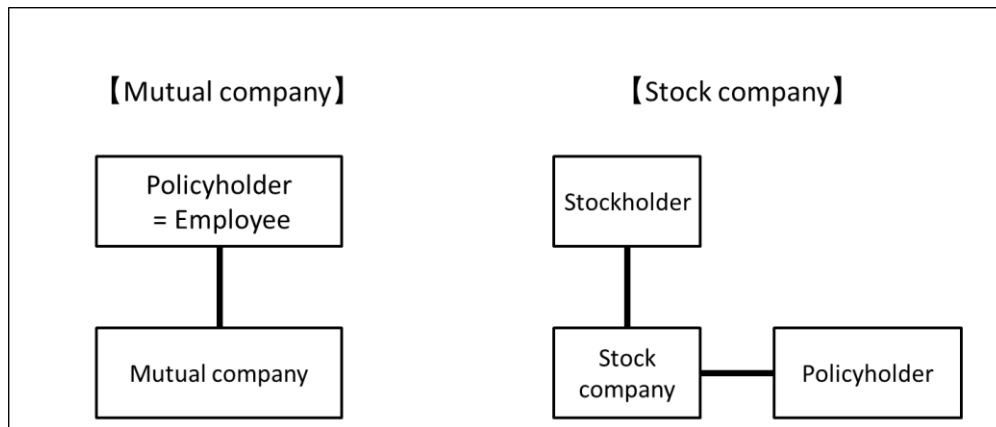 【Mutual company】
【Stock company】
Policyholder
= Employee
Stockholder
Mutual company
Stock
company
Policyholder